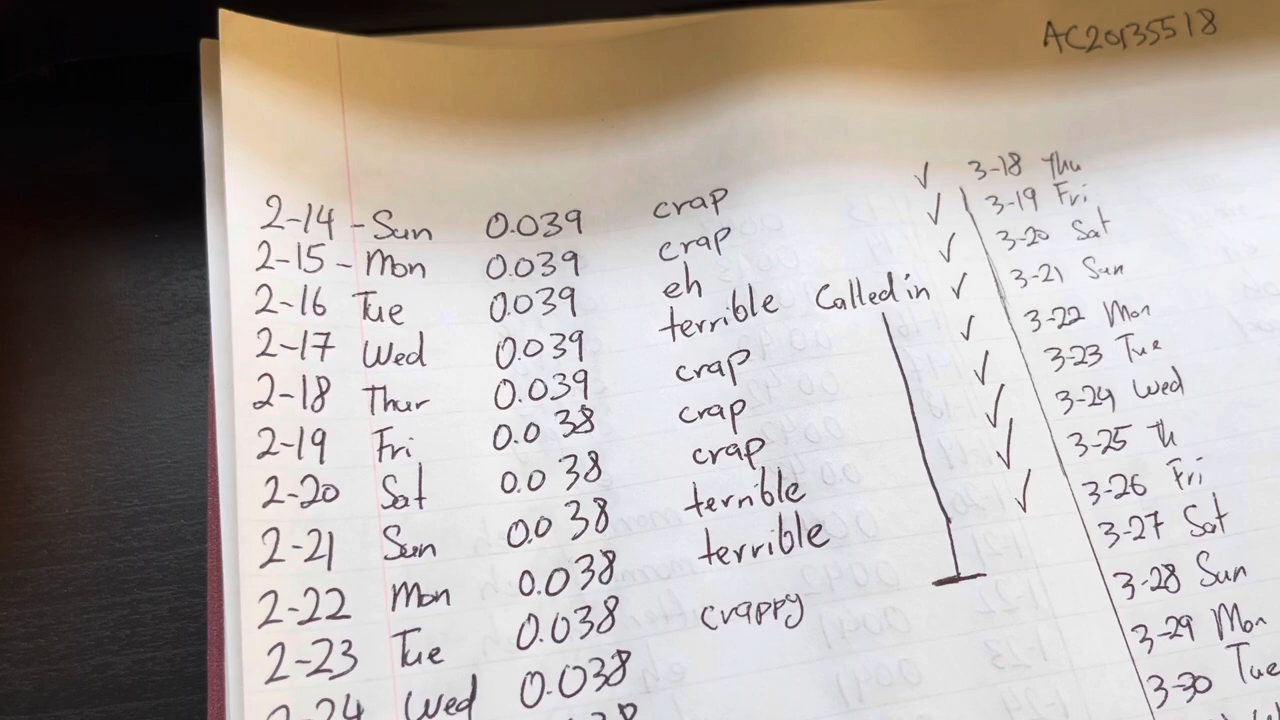 AC20135518
2-14 - Sun 0.039 crap
2-15 - Mon 0.039 crap
2-16 Tue 0.039 eh
2-17 Wed 0.039 terrible Called in
2-18 Thur 0.039 crap
2-19 Fri 0.038 crap
2-20 Sat 0.038 crap
2-21 Sun 0.038 terrible
2-22 Mon 0.038 terrible
2-23 Tue 0.038 crappy
2-24 Wed 0.038
✓ 3-18 Thu
✓ 3-19 Fri
✓ 3-20 Sat
✓ 3-21 Sun
✓ 3-22 Mon
✓ 3-23 Tue
✓ 3-24 Wed
✓ 3-25 Th
✓ 3-26 Fri
3-27 Sat
3-28 Sun
3-29 Mon
3-30 Tue